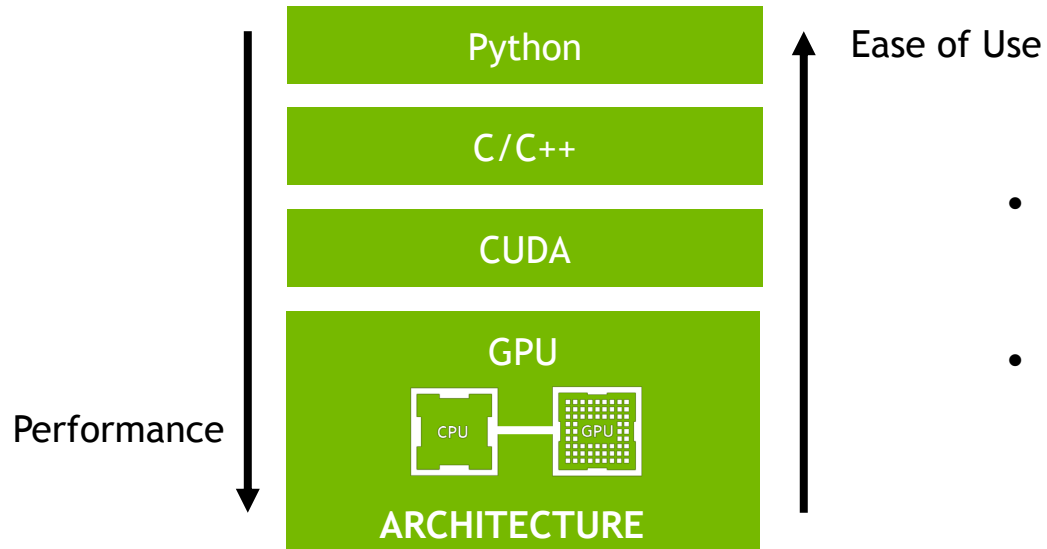 Python
Ease of Use
C/C++
•
CUDA
GPU
•
CPU
GPU
Performance
ARCHITECTURE